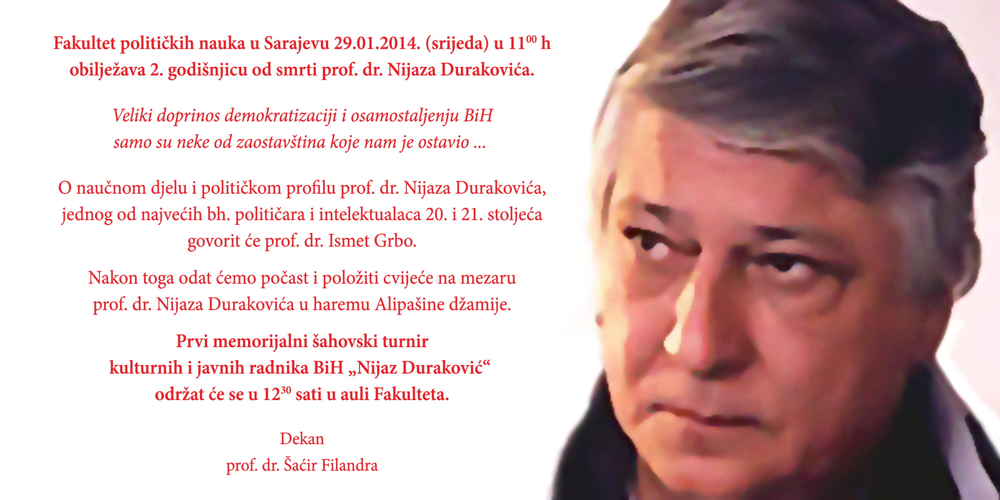 Fakultet političkih nauka u Sarajevu 29.01.2014. (srijeda) u 11⁰⁰ h
obilježava 2. godišnjicu od smrti prof. dr. Nijaza Durakovića.
Veliki doprinos demokratizaciji i osamostaljenju BiH
samo su neke od zaostavština koje nam je ostavio ...
O naučnom djelu i političkom profilu prof. dr. Nijaza Durakovića,
jednog od najvećih bh. političara i intelektualaca 20. i 21. stoljeća
govorit će prof. dr. Ismet Grbo.
Nakon toga odat ćemo počast i položiti cvijeće na mezaru
prof. dr. Nijaza Durakovića u haremu Alipašine džamije.
Prvi memorijalni šahovski turnir
kulturnih i javnih radnika BiH „Nijaz Duraković“
održat će se u 12³⁰ sati u auli Fakulteta.
Dekan
prof. dr. Šaćir Filandra